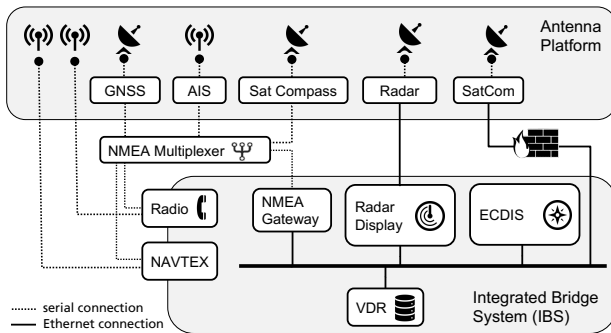 Antenna
Platform
GNSS
AIS
Sat Compass
Radar
SatCom
NMEA Multiplexer
Radio
NMEA
Gateway
Radar
Display
ECDIS
NAVTEX
VDR
Integrated Bridge
System (IBS)
serial connection
Ethernet connection